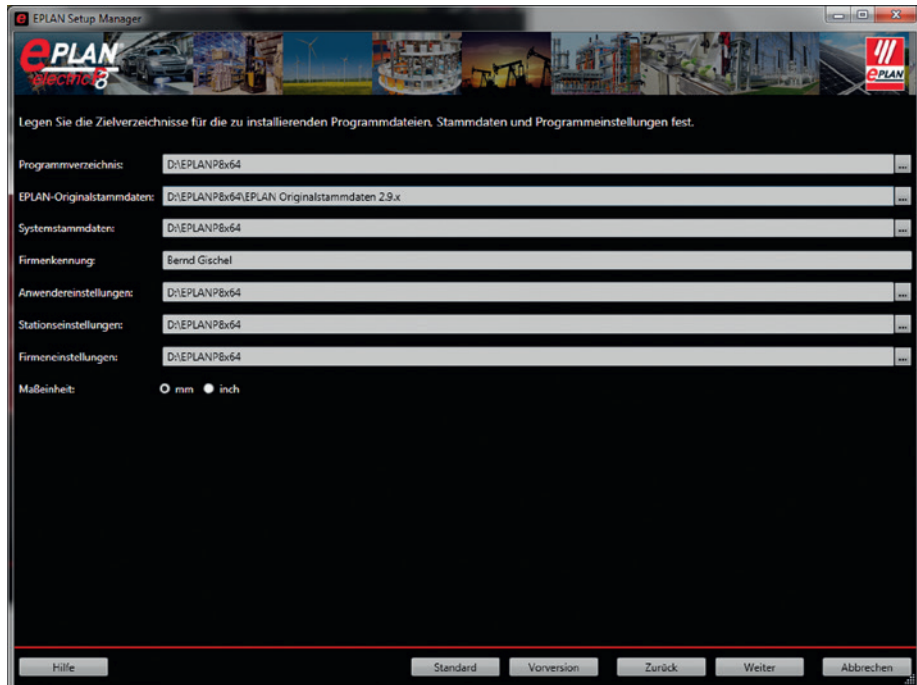 EPLAN Setup Manager
ePLAN
electric P8
ePLAN
Legen Sie die Zielverzeichnisse für die zu installierenden Programmdateien, Stammdaten und Programmeinstellungen fest.
Programmverzeichnis: D:\EPLANP8x64 ...
EPLAN-Originalstammdaten: D:\EPLANP8x64\EPLAN Originalstammdaten 2.9.x ...
Systemstammdaten: D:\EPLANP8x64 ...
Firmenkennung: Bernd Gischel
Anwendereinstellungen: D:\EPLANP8x64 ...
Stationseinstellungen: D:\EPLANP8x64 ...
Firmeneinstellungen: D:\EPLANP8x64 ...
Maßeinheit: mm inch
Hilfe Standard Vorversion Zurück Weiter Abbrechen